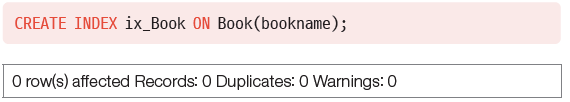 CREATE INDEX ix_Book ON Book(bookname);
0 row(s) affected Records: 0 Duplicates: 0 Warnings: 0